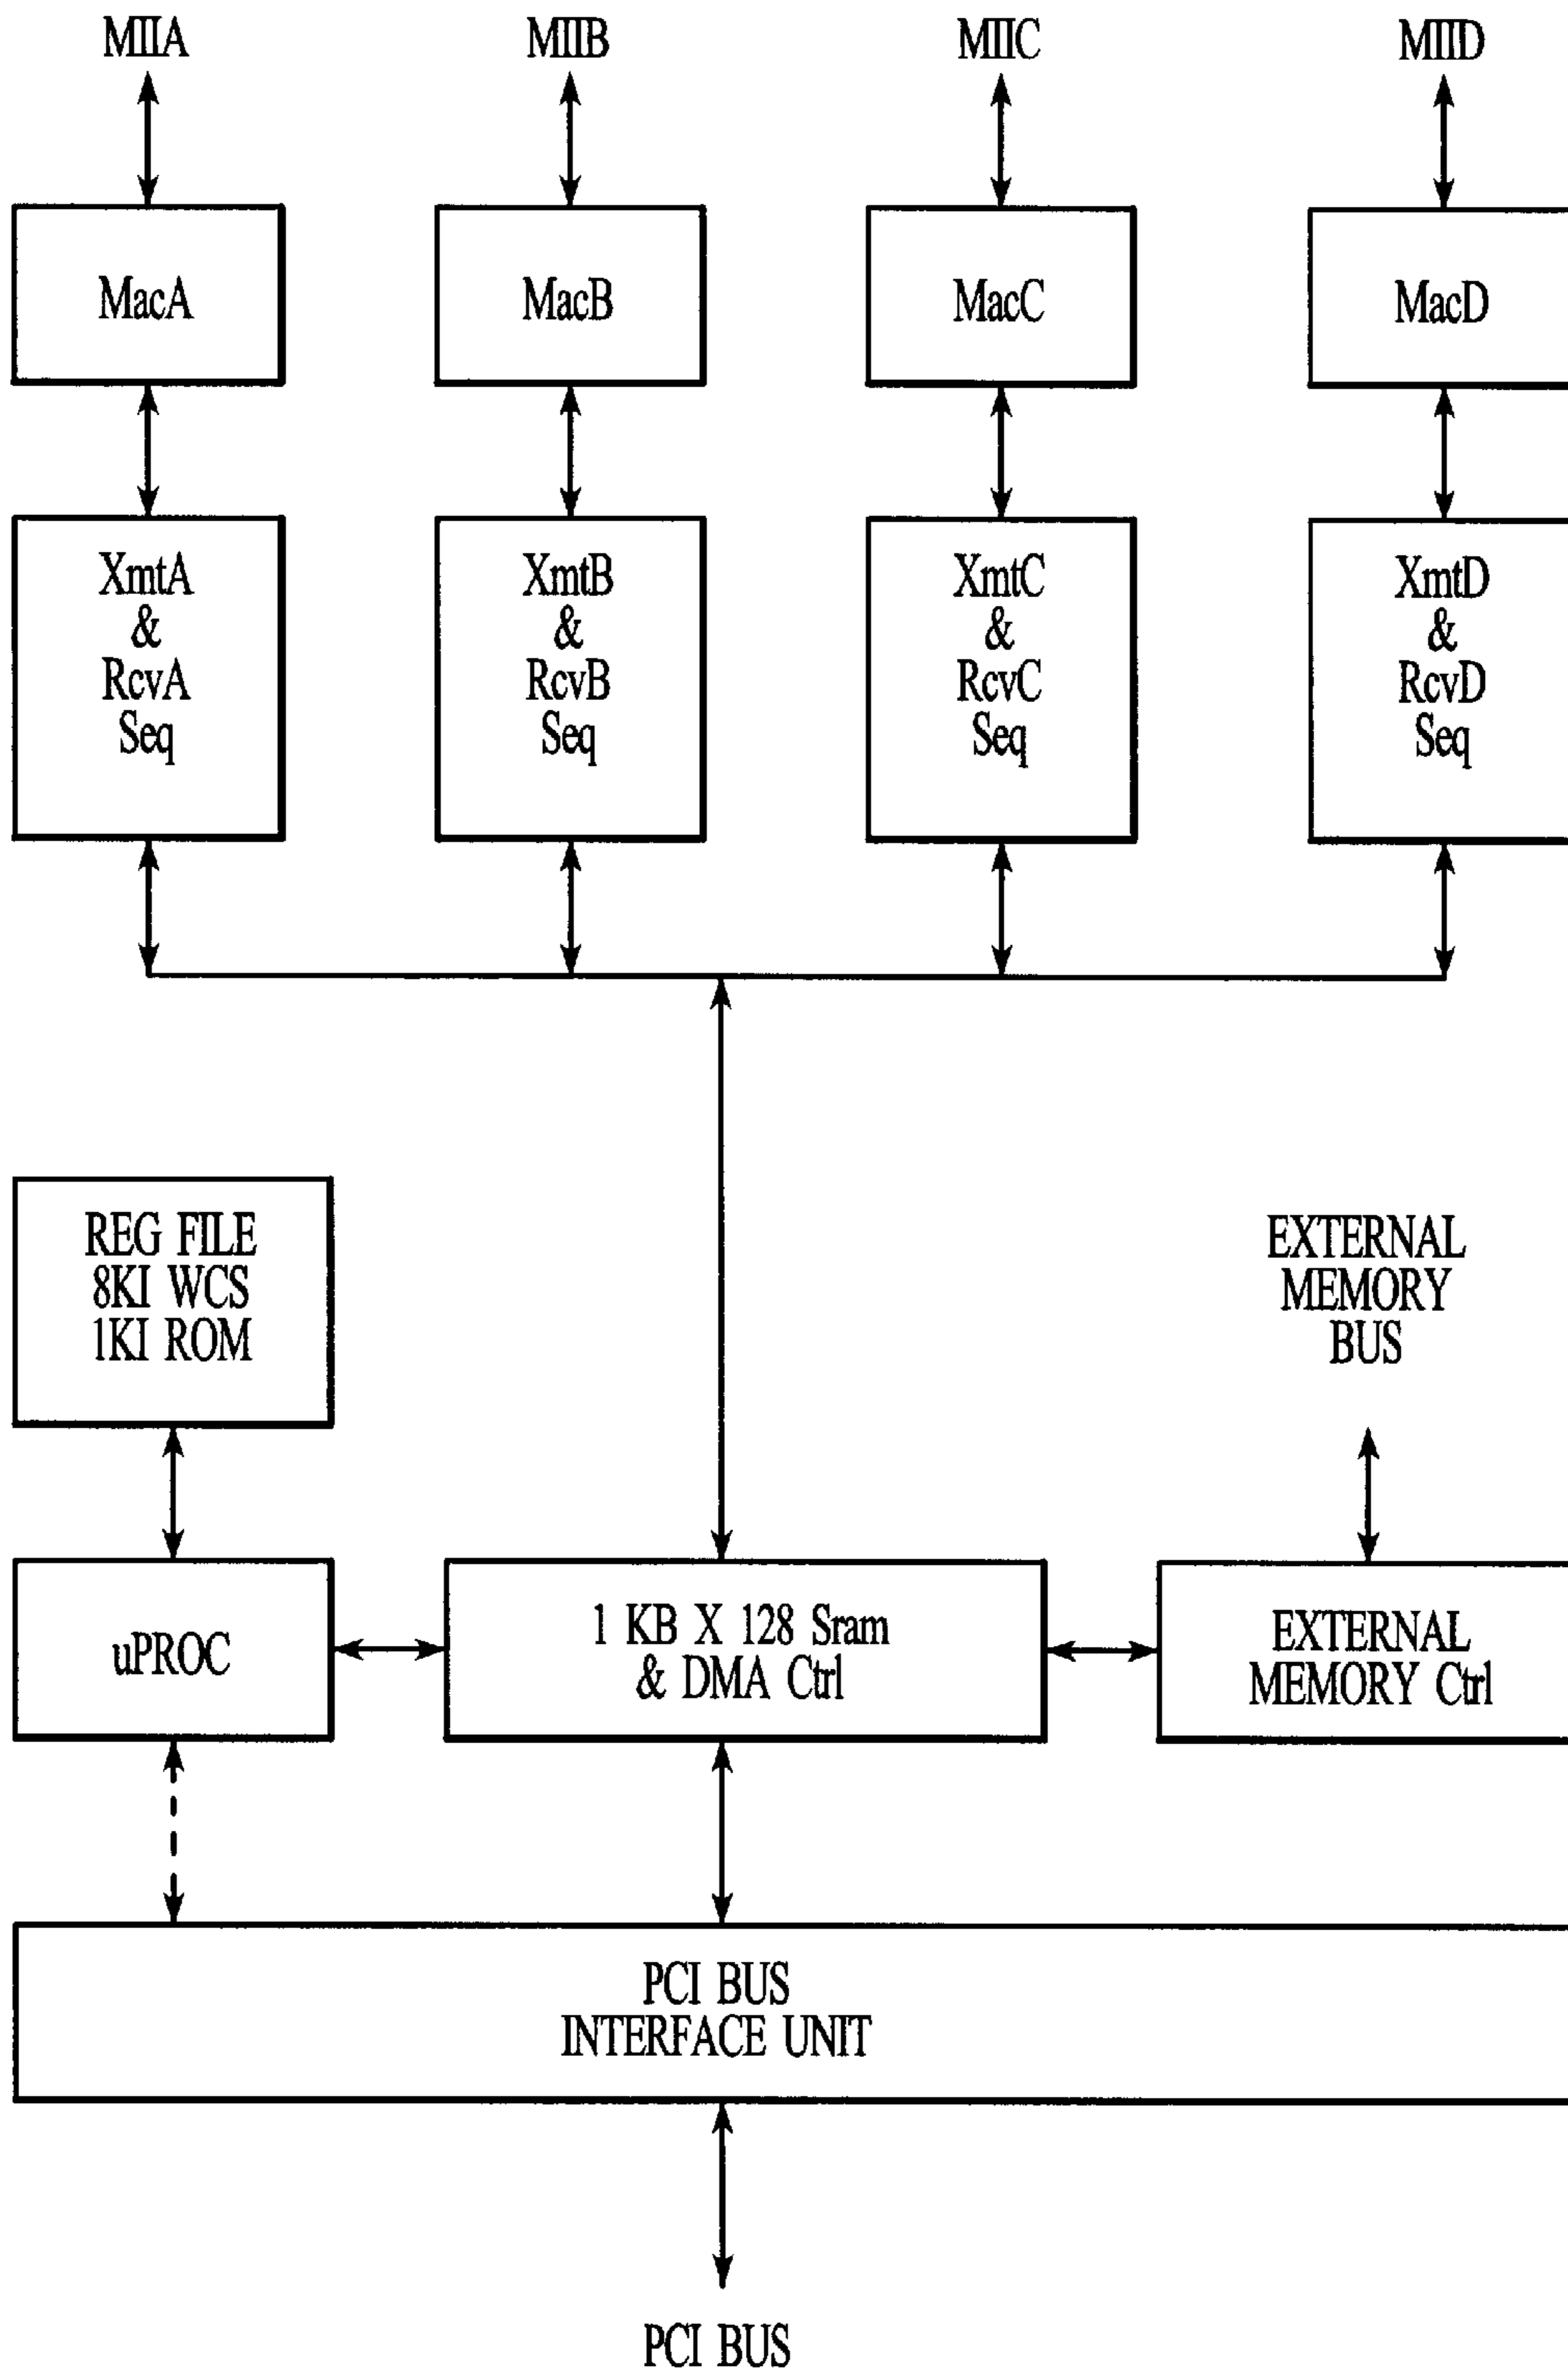 MIIA
MIIB
MIIC
MIID
MacA
MacB
MacC
MacD
XmtA
&
RcvA
Seq
XmtB
&
RcvB
Seq
XmtC
&
RcvC
Seq
XmtD
&
RcvD
Seq
REG FILE
8KI WCS
1KI ROM
EXTERNAL
MEMORY
BUS
uPROC
1 KB X 128 Sram
& DMA Ctrl
EXTERNAL
MEMORY Ctrl
PCI BUS
INTERFACE UNIT
PCI BUS